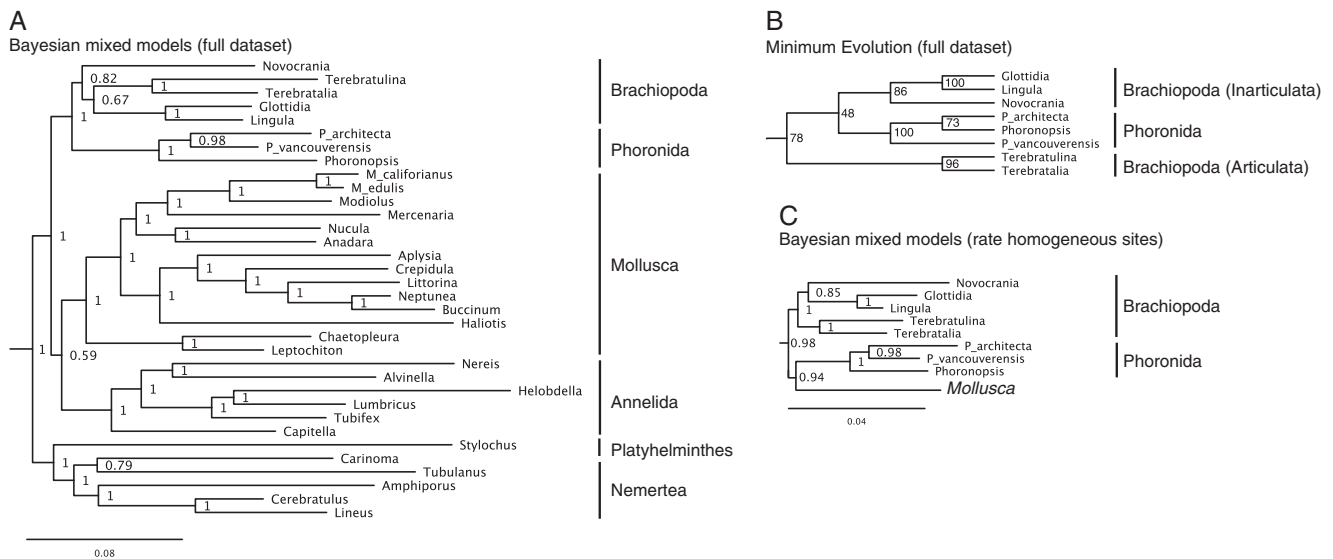 A
Bayesian mixed models (full dataset)
Novocrania
0.82
Terebratulina
1
Terebratalia
0.67
Glottidia
1
Lingula
1
P_architecta
0.98
P_vancouverensis
1
Phoronopsis
M_califorianus
1
M_edulis
1
Modiolus
1
Mercenaria
1
Nucula
1
Anadara
1
1
Aplysia
1
Crepidula
1
Littorina
1
Neptunea
1
1
Buccinum
1
Haliotis
1
Chaetopleura
1
Leptochiton
1
0.59
Nereis
1
Alvinella
1
Helobdella
1
Lumbricus
1
Tubifex
1
Capitella
Stylochus
1
Carinoma
0.79
Tubulanus
1
Amphiporus
1
Cerebratulus
1
Lineus
0.08
Brachiopoda
Phoronida
Mollusca
Annelida
Platyhelminthes
Nemertea
B
Minimum Evolution (full dataset)
Glottidia
100
Lingula
86
Novocrania
48
P_architecta
73
Phoronopsis
100
P_vancouverensis
78
Terebratulina
96
Terebratalia
Brachiopoda (Inarticulata)
Phoronida
Brachiopoda (Articulata)
C
Bayesian mixed models (rate homogeneous sites)
Novocrania
0.85
Glottidia
1
Lingula
1
Terebratulina
1
Terebratalia
0.98
P_architecta
0.98
P_vancouverensis
1
Phoronopsis
0.94
Mollusca
0.04
Brachiopoda
Phoronida